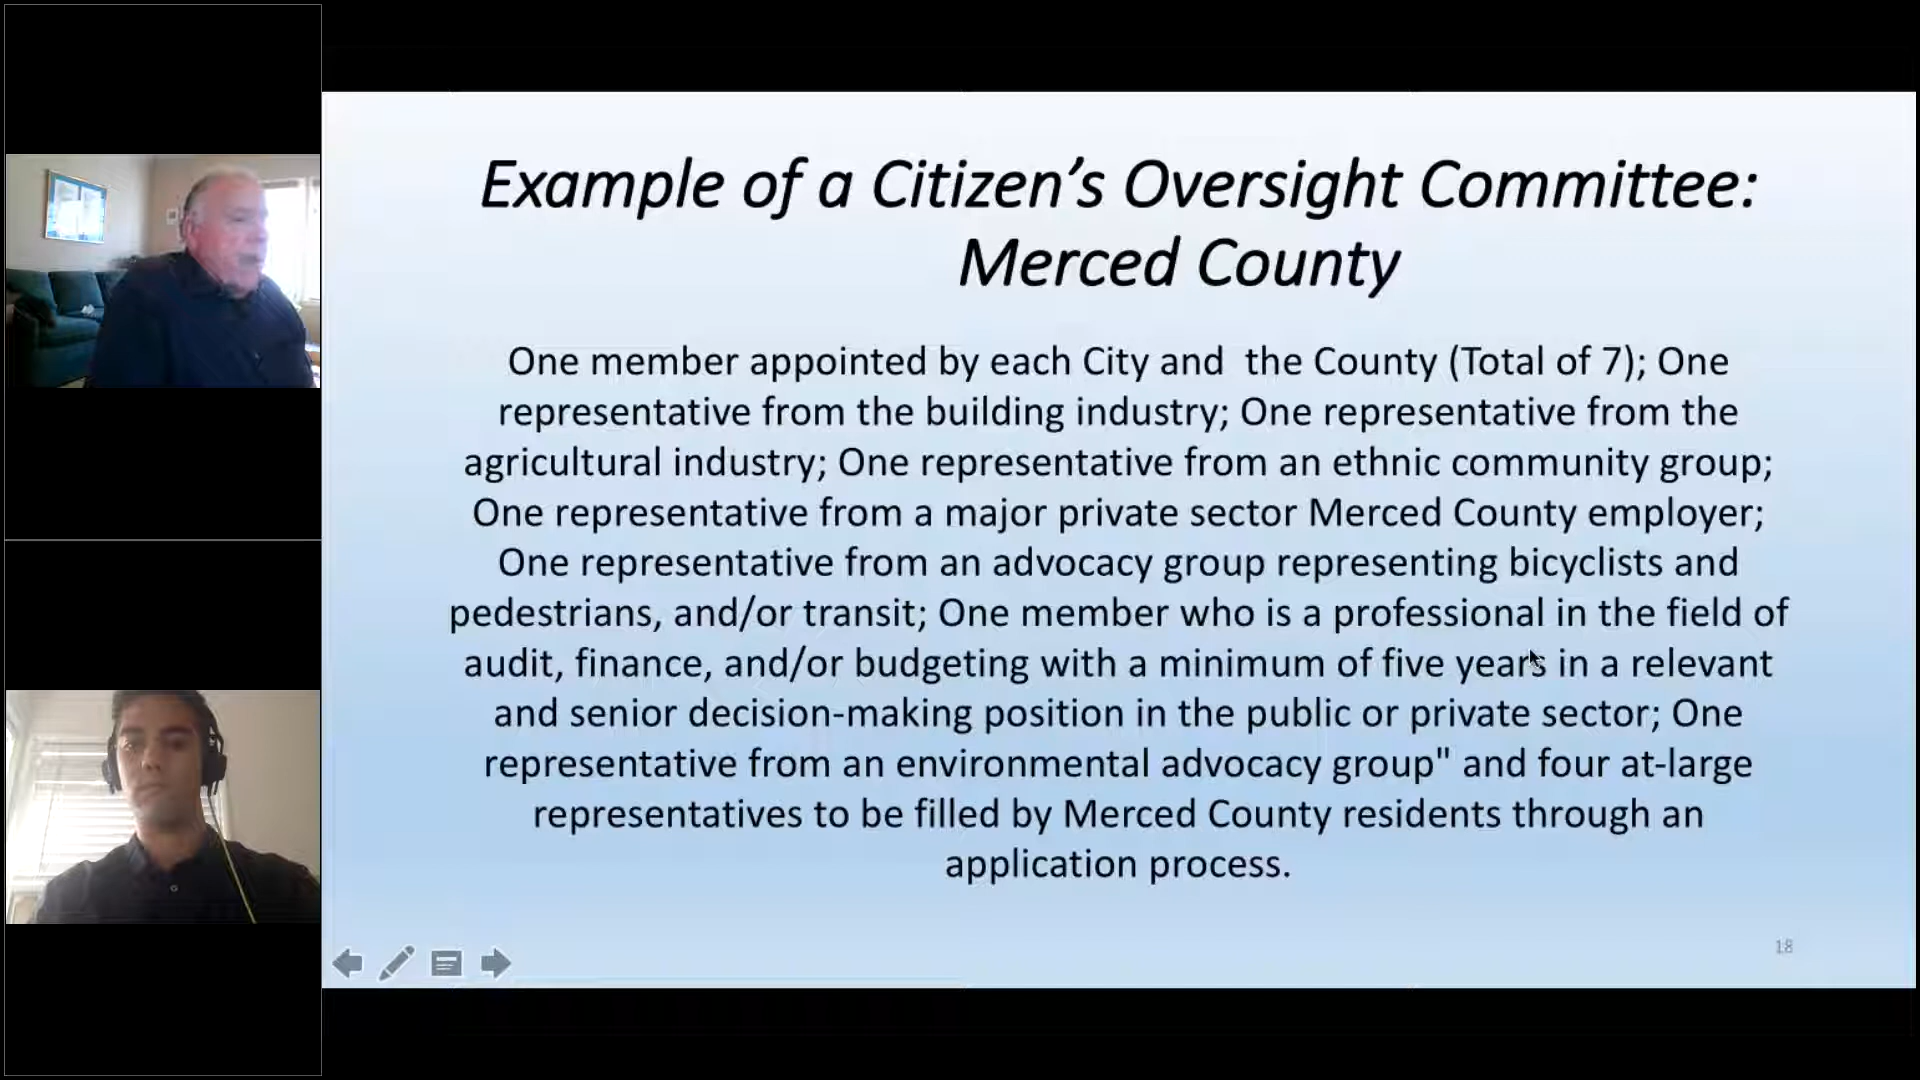 Example of a Citizen’s Oversight Committee:
Merced County
One member appointed by each City and  the County (Total of 7); One
representative from the building industry; One representative from the
agricultural industry; One representative from an ethnic community group;
One representative from a major private sector Merced County employer;
One representative from an advocacy group representing bicyclists and
pedestrians, and/or transit; One member who is a professional in the field of
audit, finance, and/or budgeting with a minimum of five years in a relevant
and senior decision-making position in the public or private sector; One
representative from an environmental advocacy group" and four at-large
representatives to be filled by Merced County residents through an
application process.
18